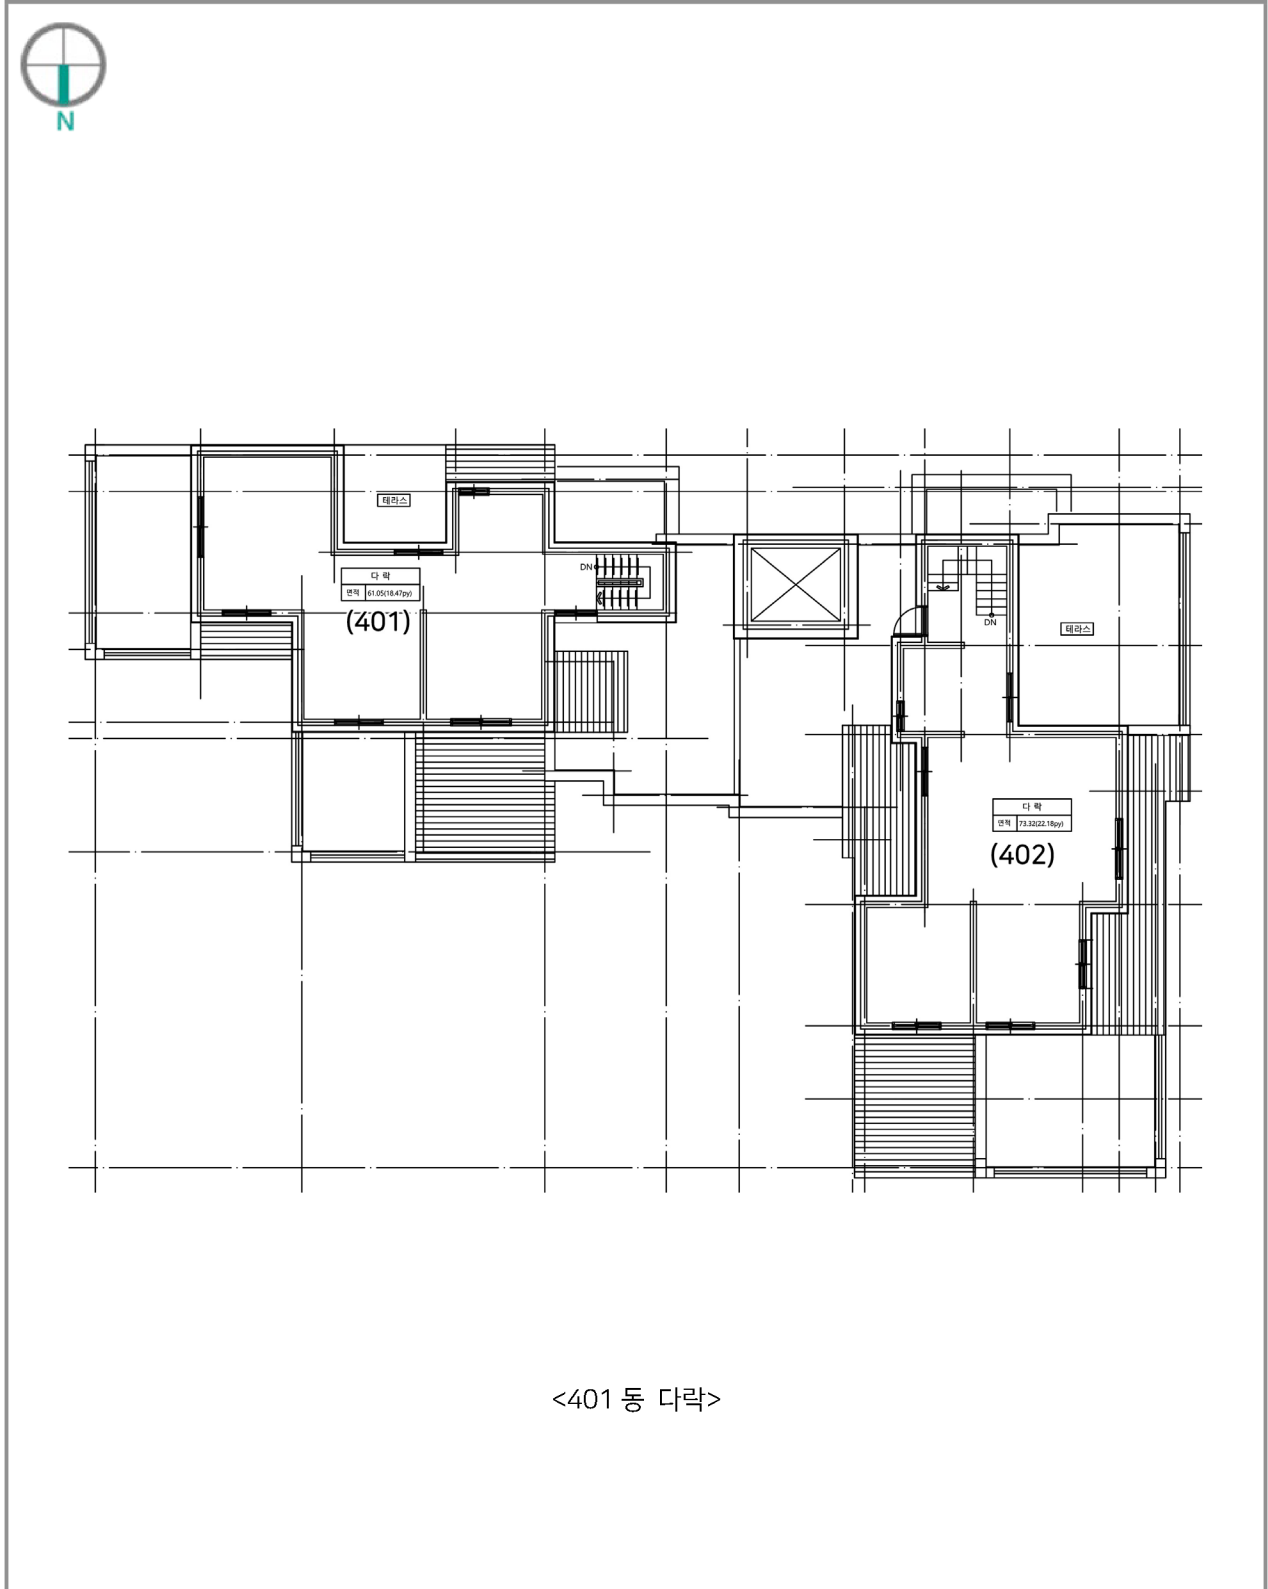 N
테라스
DN
다 락
면적 61.05(18.47py)
(401)
DN
테라스
다 락
면적 73.32(22.18py)
(402)
<401 동 다락>